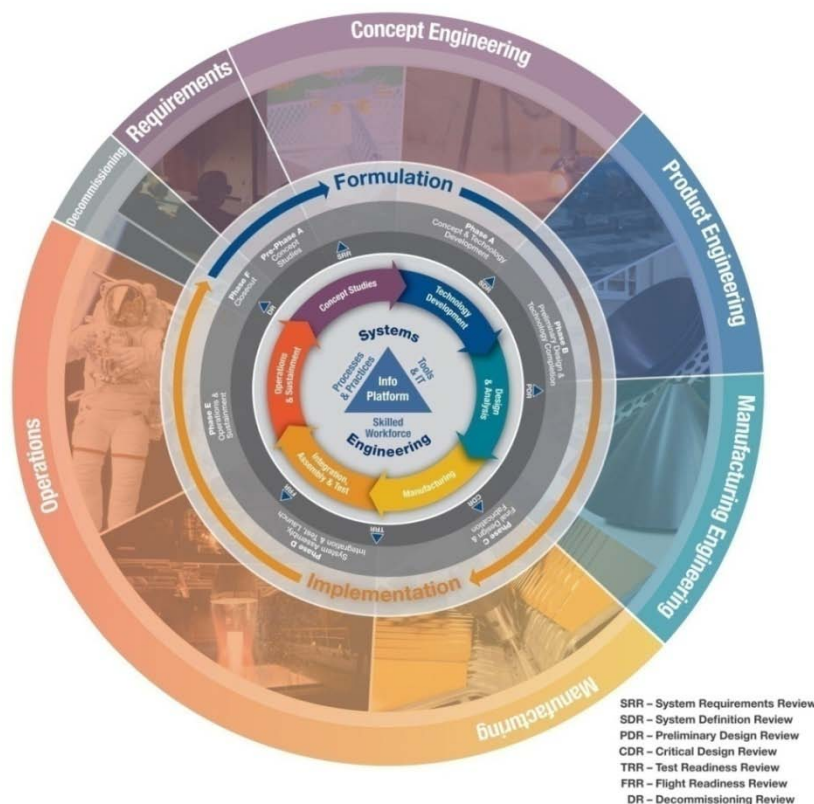 Concept Engineering
Requirements
Decommissioning
Product Engineering
Manufacturing Engineering
Manufacturing
Operations
Formulation
Implementation
Pre-Phase A
Concept
Studies
Phase A
Concept & Technology
Development
Phase B
Preliminary Design &
Technology Completion
Phase C
Final Design &
Fabrication
Phase D
System Assembly,
Integration & Test, Launch
Phase E
Operations &
Sustainment
Phase F
Closeout
SRR
SDR
PDR
CDR
TRR
FRR
DR
Concept Studies
Technology
Development
Design
& Analysis
Manufacturing
Integration,
Assembly & Test
Operations
& Sustainment
Systems
Engineering
Processes
& Practices
Tools
& IT
Info
Platform
Skilled
Workforce
SRR – System Requirements Review
SDR – System Definition Review
PDR – Preliminary Design Review
CDR – Critical Design Review
TRR – Test Readiness Review
FRR – Flight Readiness Review
DR – Decommissioning Review